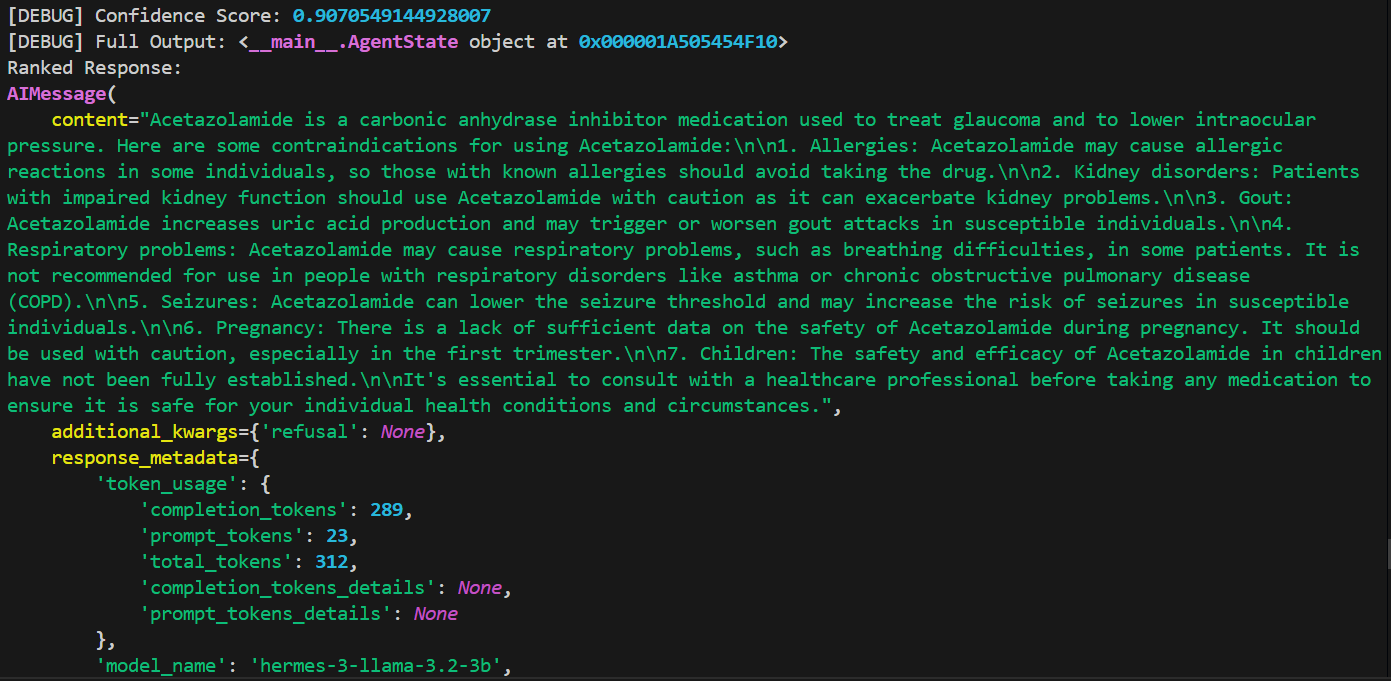 [DEBUG] Confidence Score: 0.9070549144928007
[DEBUG] Full Output: <__main__.AgentState object at 0x000001A505454F10>
Ranked Response:
AIMessage(
    content="Acetazolamide is a carbonic anhydrase inhibitor medication used to treat glaucoma and to lower intraocular
pressure. Here are some contraindications for using Acetazolamide:\n\n1. Allergies: Acetazolamide may cause allergic
reactions in some individuals, so those with known allergies should avoid taking the drug.\n\n2. Kidney disorders: Patients
with impaired kidney function should use Acetazolamide with caution as it can exacerbate kidney problems.\n\n3. Gout:
Acetazolamide increases uric acid production and may trigger or worsen gout attacks in susceptible individuals.\n\n4.
Respiratory problems: Acetazolamide may cause respiratory problems, such as breathing difficulties, in some patients. It is
not recommended for use in people with respiratory disorders like asthma or chronic obstructive pulmonary disease
(COPD).\n\n5. Seizures: Acetazolamide can lower the seizure threshold and may increase the risk of seizures in susceptible
individuals.\n\n6. Pregnancy: There is a lack of sufficient data on the safety of Acetazolamide during pregnancy. It should
be used with caution, especially in the first trimester.\n\n7. Children: The safety and efficacy of Acetazolamide in children
have not been fully established.\n\nIt's essential to consult with a healthcare professional before taking any medication to
ensure it is safe for your individual health conditions and circumstances.",
    additional_kwargs={'refusal': None},
    response_metadata={
        'token_usage': {
            'completion_tokens': 289,
            'prompt_tokens': 23,
            'total_tokens': 312,
            'completion_tokens_details': None,
            'prompt_tokens_details': None
        },
        'model_name': 'hermes-3-llama-3.2-3b',